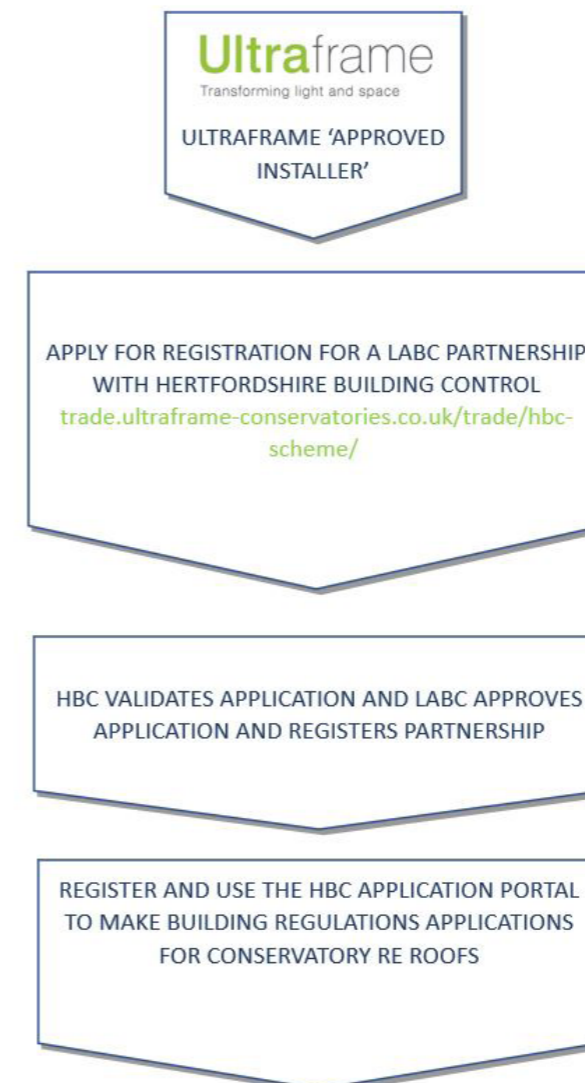 Ultraframe
Transforming light and space
ULTRAFRAME ‘APPROVED
INSTALLER’
APPLY FOR REGISTRATION FOR A LABC PARTNERSHIP
WITH HERTFORDSHIRE BUILDING CONTROL
trade.ultraframe-conservatories.co.uk/trade/hbc-
scheme/
HBC VALIDATES APPLICATION AND LABC APPROVES
APPLICATION AND REGISTERS PARTNERSHIP
REGISTER AND USE THE HBC APPLICATION PORTAL
TO MAKE BUILDING REGULATIONS APPLICATIONS
FOR CONSERVATORY RE ROOFS